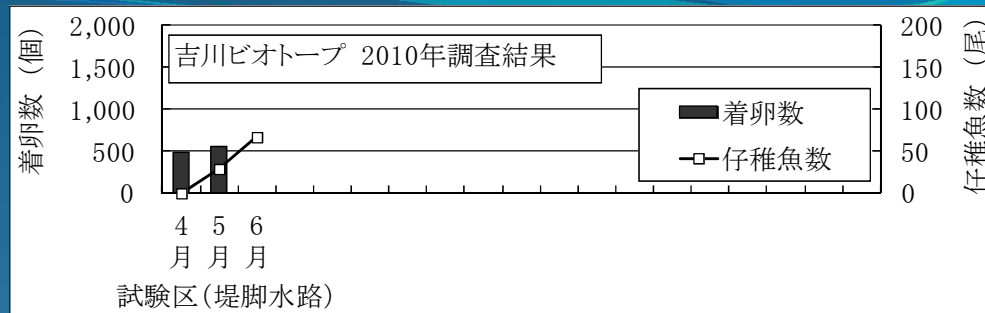 吉川ビオトープ 2010年調査結果
着卵数（個）
2,000
1,500
1,000
500
0
仔稚魚数（尾）
200
150
100
50
0
着卵数
仔稚魚数
4月
5月
6月
試験区(堤脚水路)